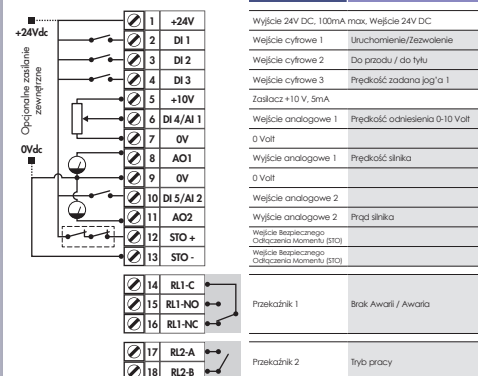 +24Vdc
Opcjonalne zasilanie
zewnętrzne
0Vdc
1 +24V Wyjście 24V DC, 100mA max, Wejście 24V DC
2 DI 1 Wejście cyfrowe 1 Uruchomienie/Zezwolenie
3 DI 2 Wejście cyfrowe 2 Do przodu / do tyłu
4 DI 3 Wejście cyfrowe 3 Prędkość zadana jog'a 1
5 +10V Zasilacz +10 V, 5mA
6 DI 4/AI 1 Wejście analogowe 1 Prędkość odniesienia 0-10 Volt
7 0V 0 Volt
8 AO1 Wyjście analogowe 1 Prędkość silnika
9 0V 0 Volt
10 DI 5/AI 2 Wejście analogowe 2
11 AO2 Wyjście analogowe 2 Prąd silnika
12 STO + Wejście Bezpiecznego
Odłączenia Momentu (STO)
13 STO - Wejście Bezpiecznego
Odłączenia Momentu (STO)
14 RL1-C
15 RL1-NO Przekaźnik 1 Brak Awarii / Awaria
16 RL1-NC
17 RL2-A
Przekaźnik 2 Tryb pracy
18 RL2-B